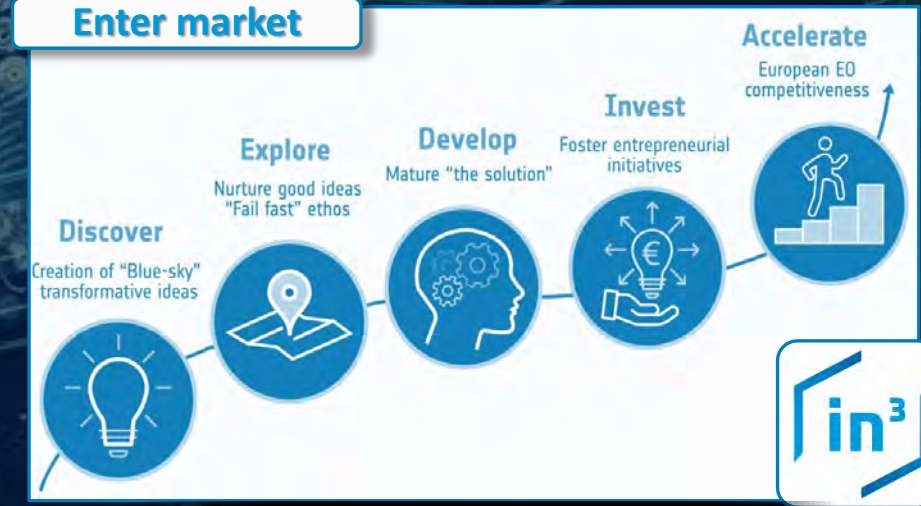 Enter market
Discover
Creation of "Blue-sky"
transformative ideas
Explore
Nurture good ideas
"Fail fast" ethos
Develop
Mature "the solution"
Invest
Foster entrepreneurial
initiatives
€
Accelerate
European EO
competitiveness
in³